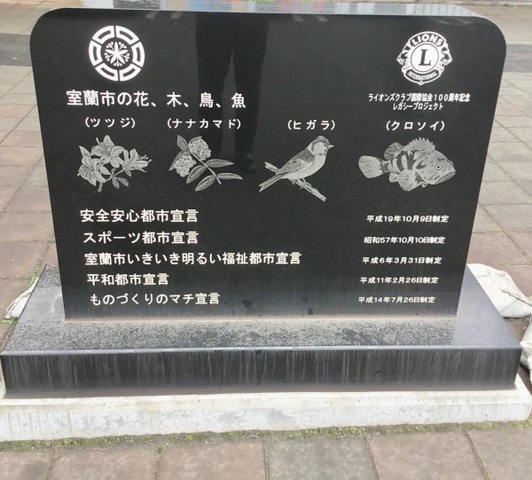 LIONS
L
INTERNATIONAL
室蘭市の花、木、鳥、魚
ライオンズクラブ国際協会100周年記念
レガシープロジェクト
(ツツジ) (ナナカマド) (ヒガラ) (クロソイ)
安全安心都市宣言 平成19年10月9日制定
スポーツ都市宣言 昭和57年10月10日制定
室蘭市いきいき明るい福祉都市宣言 平成6年3月31日制定
平和都市宣言 平成11年2月26日制定
ものづくりのマチ宣言 平成14年7月26日制定